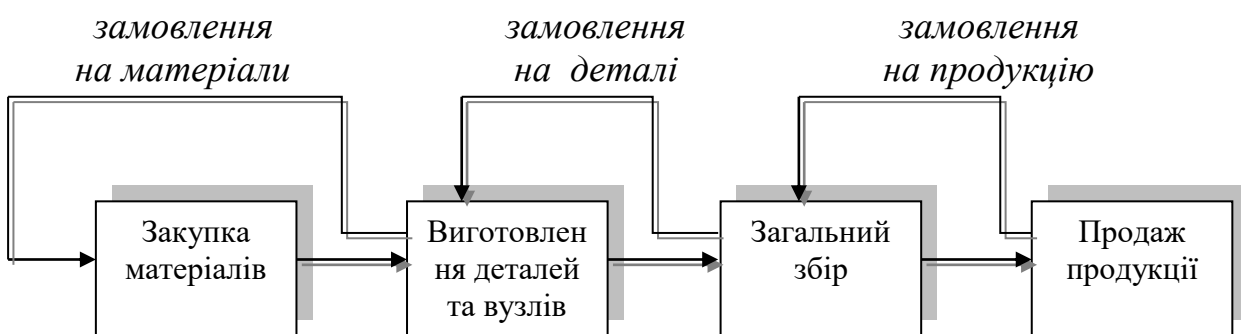 замовлення
на матеріали
замовлення
на деталі
замовлення
на продукцію
Закупка
матеріалів
Виготовлен
ня деталей
та вузлів
Загальний
збір
Продаж
продукції